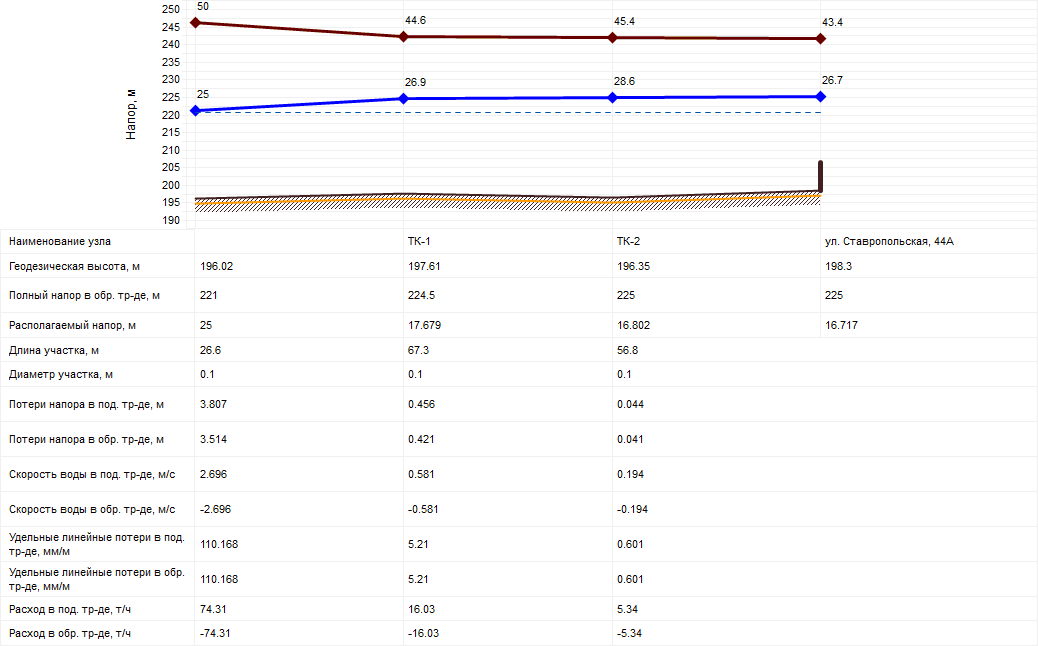 250
245
240
235
230
225
220
215
210
205
200
195
190
Напор, м
50 44.6 45.4 43.4
25 26.9 28.6 26.7
Наименование узла ТК-1 ТК-2 ул. Ставропольская, 44А
Геодезическая высота, м 196.02 197.61 196.35 198.3
Полный напор в обр. тр-де, м 221 224.5 225 225
Располагаемый напор, м 25 17.679 16.802 16.717
Длина участка, м 26.6 67.3 56.8
Диаметр участка, м 0.1 0.1 0.1
Потери напора в под. тр-де, м 3.807 0.456 0.044
Потери напора в обр. тр-де, м 3.514 0.421 0.041
Скорость воды в под. тр-де, м/с 2.696 0.581 0.194
Скорость воды в обр. тр-де, м/с -2.696 -0.581 -0.194
Удельные линейные потери в под.
тр-де, мм/м 110.168 5.21 0.601
Удельные линейные потери в обр.
тр-де, мм/м 110.168 5.21 0.601
Расход в под. тр-де, т/ч 74.31 16.03 5.34
Расход в обр. тр-де, т/ч -74.31 -16.03 -5.34